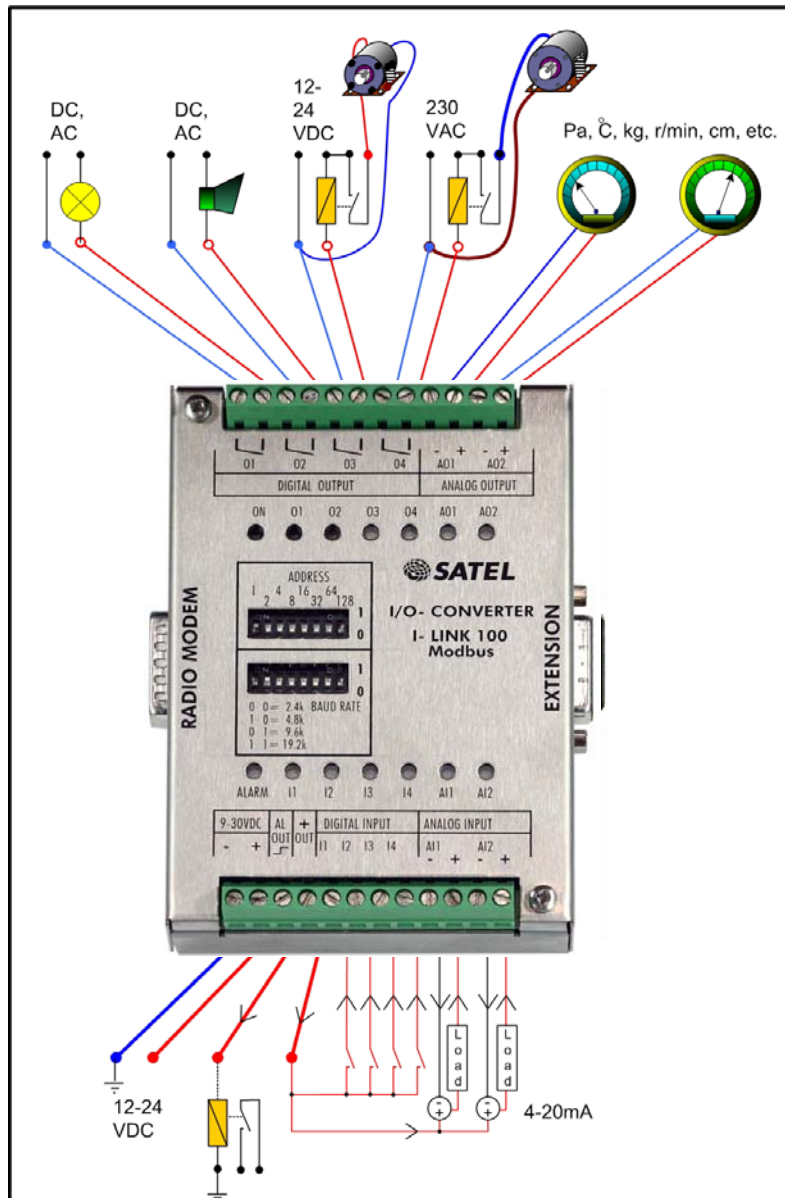 DC,
AC
DC,
AC
12-
24
VDC
230
VAC
Pa, °C, kg, r/min, cm, etc.
O1 O2 O3 O4 - + - +
AO1 AO2
DIGITAL OUTPUT ANALOG OUTPUT
ON O1 O2 O3 O4 AO1 AO2
ADDRESS
1 4 16 64
2 8 32 128
1
0
SATEL
I/O- CONVERTER
I- LINK 100
Modbus
RADIO MODEM
EXTENSION
1
0
0 0= 2.4k BAUD RATE
1 0= 4.8k
0 1= 9.6k
1 1= 19.2k
ALARM I1 I2 I3 I4 AI1 AI2
9-30VDC AL OUT + OUT DIGITAL INPUT ANALOG INPUT
- + I1 I2 I3 I4 AI1 AI2
- + - +
Load
Load
- +
- +
12-24
VDC
4-20mA